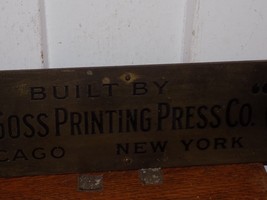 BUILT BY
GOSS PRINTING PRESS CO.
CAGO NEW YORK